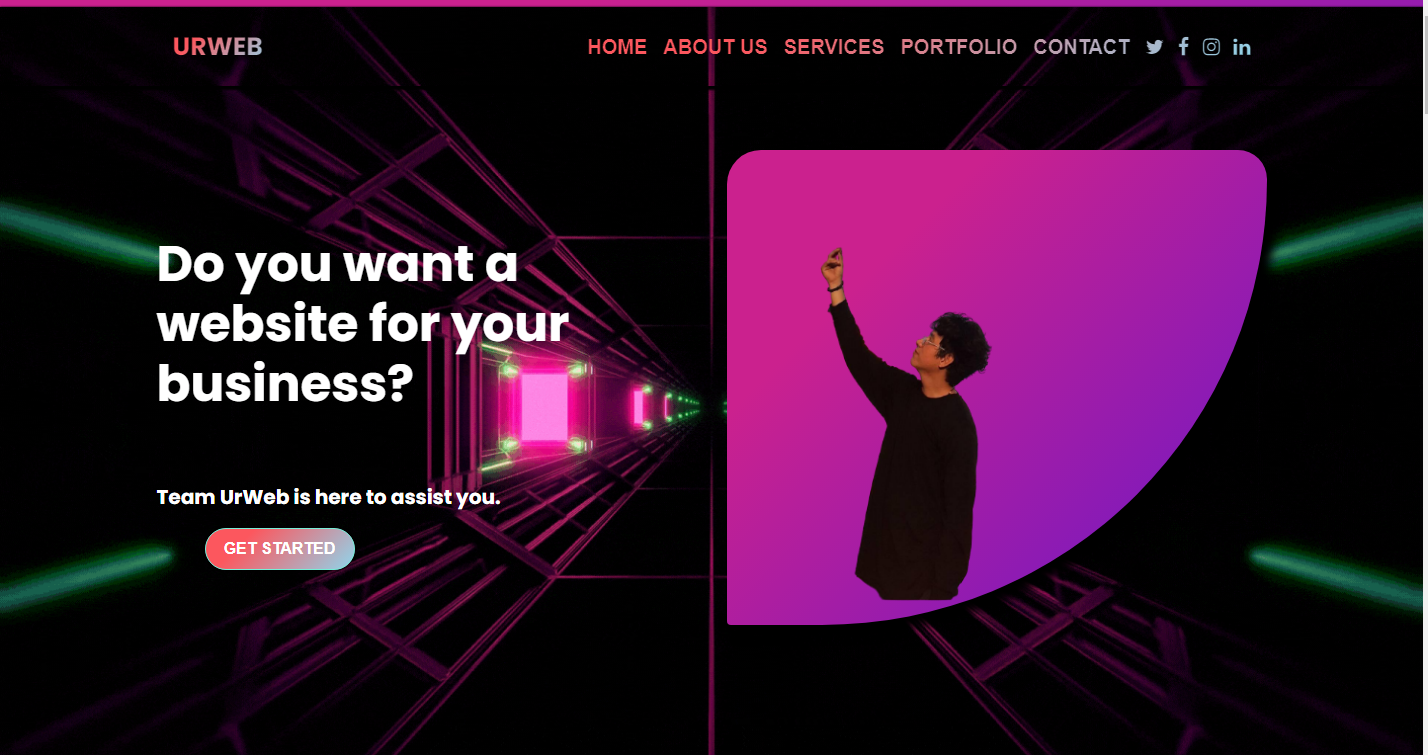 URWEB
HOME ABOUT US SERVICES PORTFOLIO CONTACT
Do you want a
website for your
business?
Team UrWeb is here to assist you.
GET STARTED